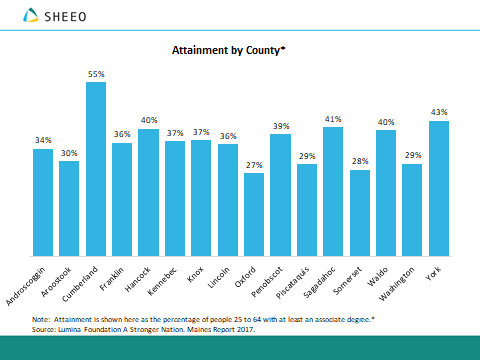 SHEEO
Attainment by County*
55%
43%
41%
40%
40%
39%
37%
37%
36%
36%
34%
30%
29%
29%
28%
27%
Androscoggin
Aroostook
Cumberland
Franklin
Hancock
Kennebec
Knox
Lincoln
Oxford
Penobscot
Piscataquis
Sagadahoc
Somerset
Waldo
Washington
York
Note: Attainment is shown here as the percentage of people 25 to 64 with at least an associate degree.*
Source: Lumina Foundation A Stronger Nation. Maines Report 2017.